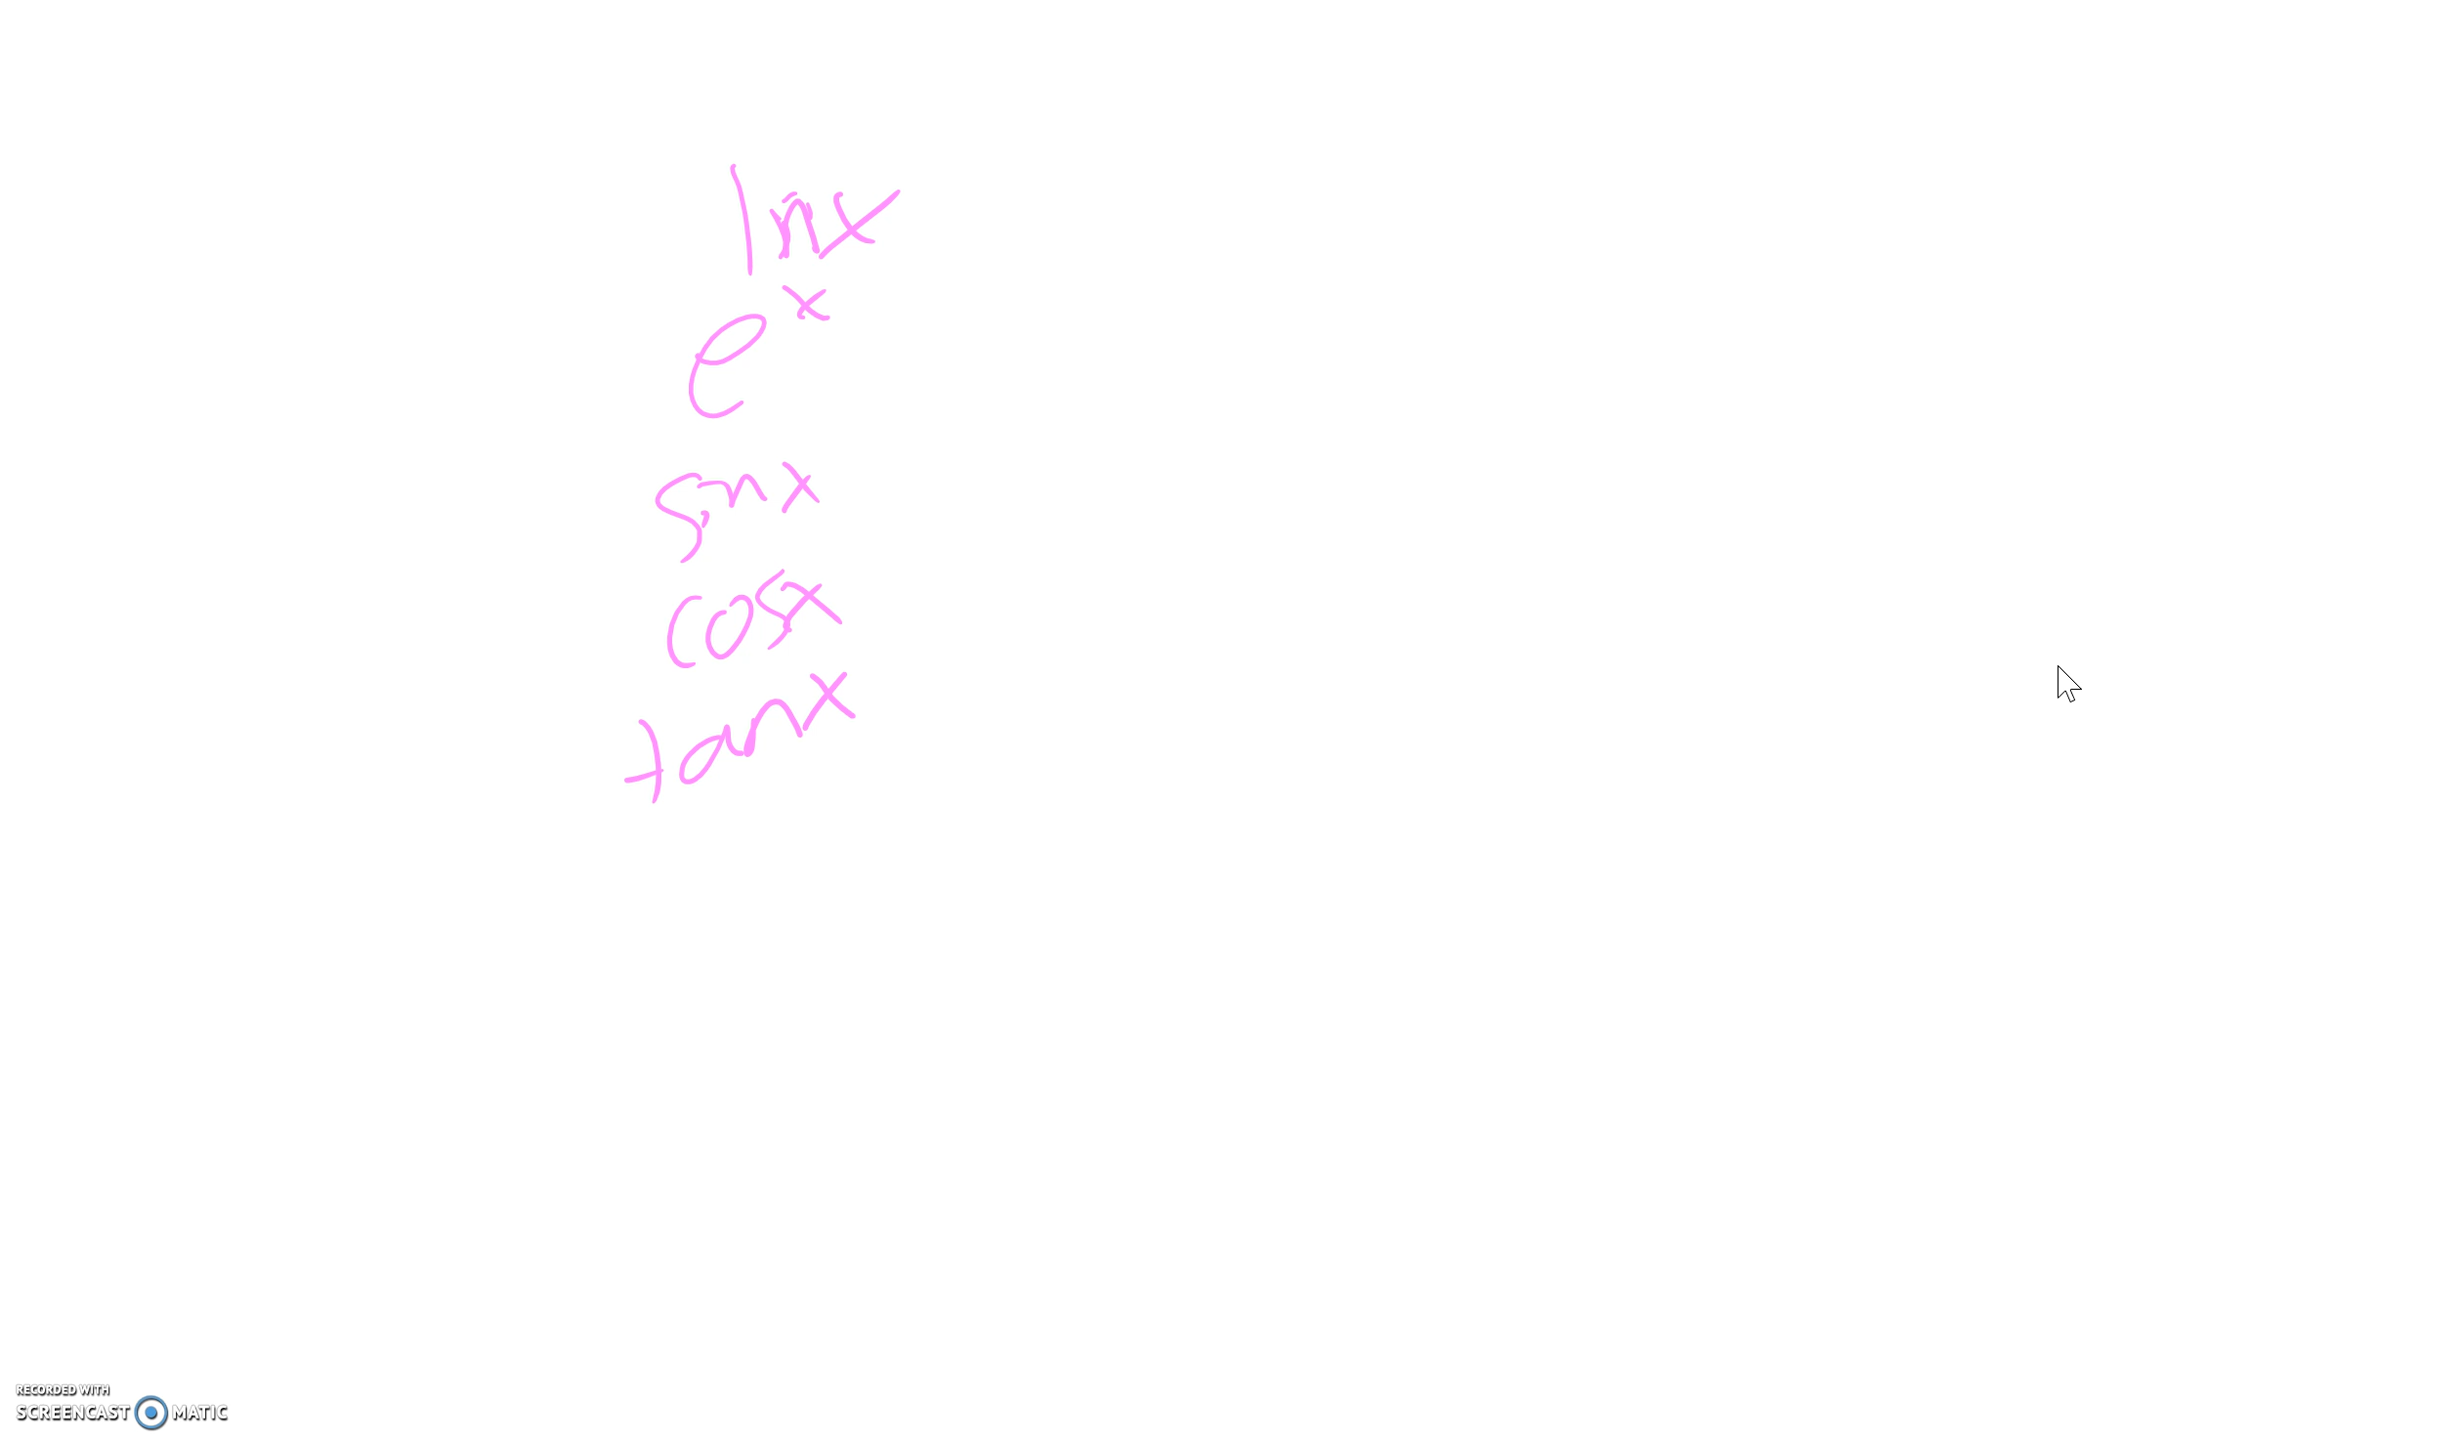 lnx
e^x
sinx
cosx
tanx
RECORDED WITH
SCREENCAST MATIC